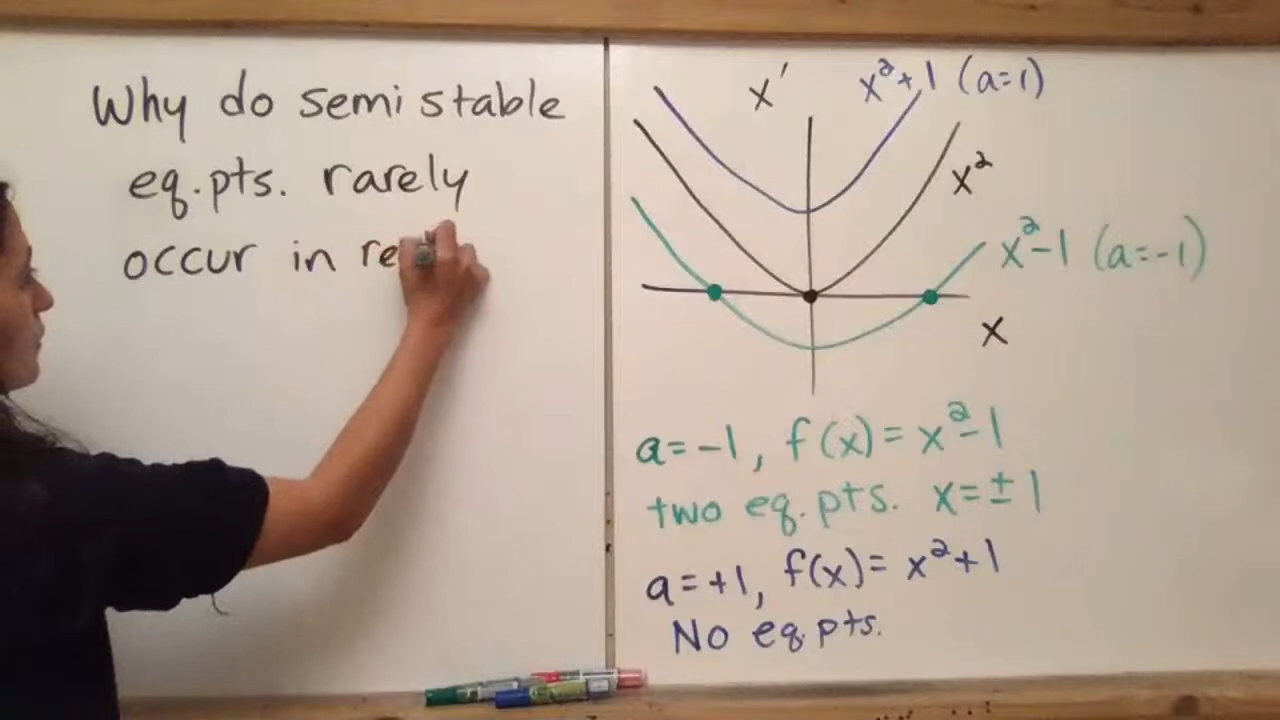 Why do semistable
eq.pts. rarely
occur in re
x'
x²+1 (a=1)
x²
x²-1 (a=-1)
x
a=-1, f(x)=x²-1
two eq.pts. x=±1
a=+1, f(x)=x²+1
No eq.pts.